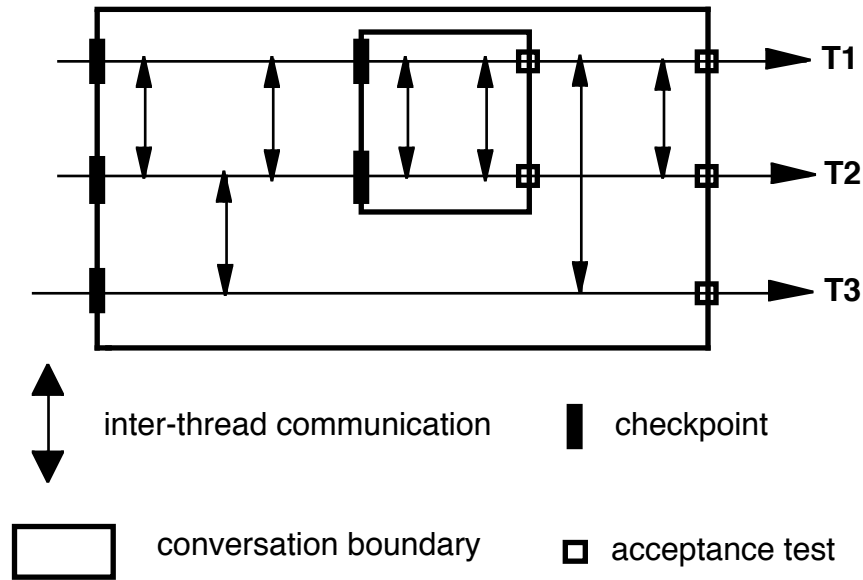 T1
T2
T3
inter-thread communication
checkpoint
conversation boundary
acceptance test